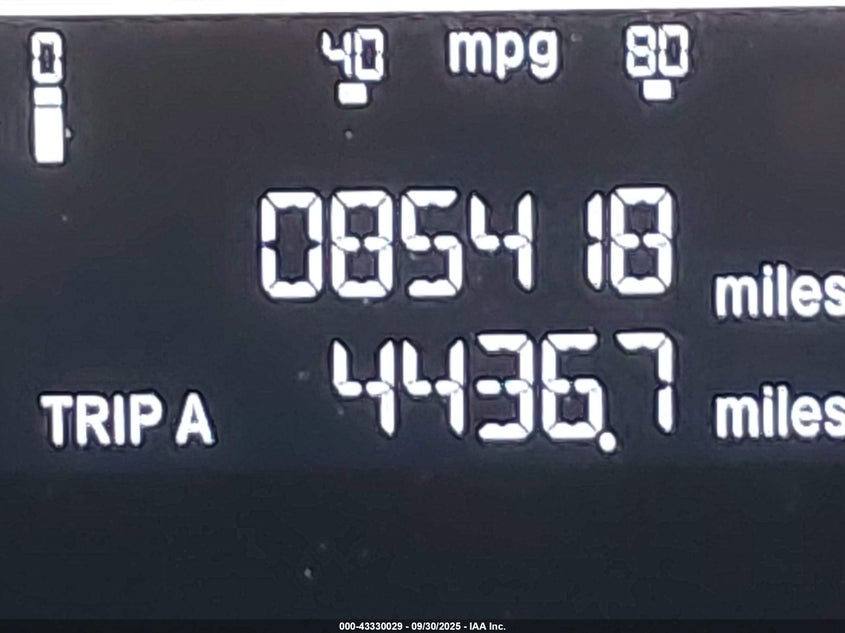 0 40 mpg 80
085418 miles
TRIP A 4436.7 miles
000-43330029 - 09/30/2025 - IAA Inc.